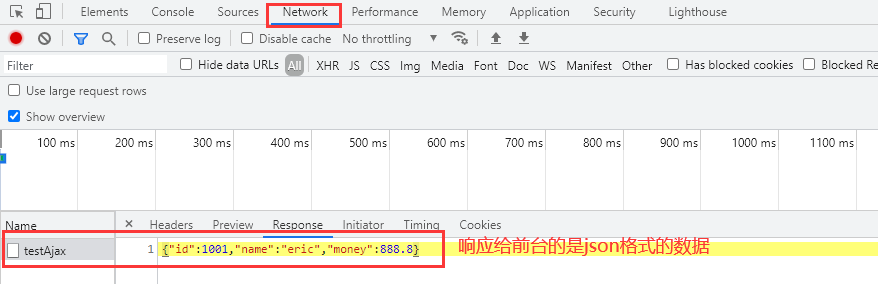 Elements Console Sources Network Performance Memory Application Security Lighthouse
Preserve log Disable cache No throttling
Filter Hide data URLs All XHR JS CSS Img Media Font Doc WS Manifest Other Has blocked cookies Blocked Re
Use large request rows
Show overview
100 ms 200 ms 300 ms 400 ms 500 ms 600 ms 700 ms 800 ms 900 ms 1000 ms 1100 ms
Name × Headers Preview Response Initiator Timing Cookies
testAjax 1 {"id":1001,"name":"eric","money":888.8} 响应给前台的是json格式的数据